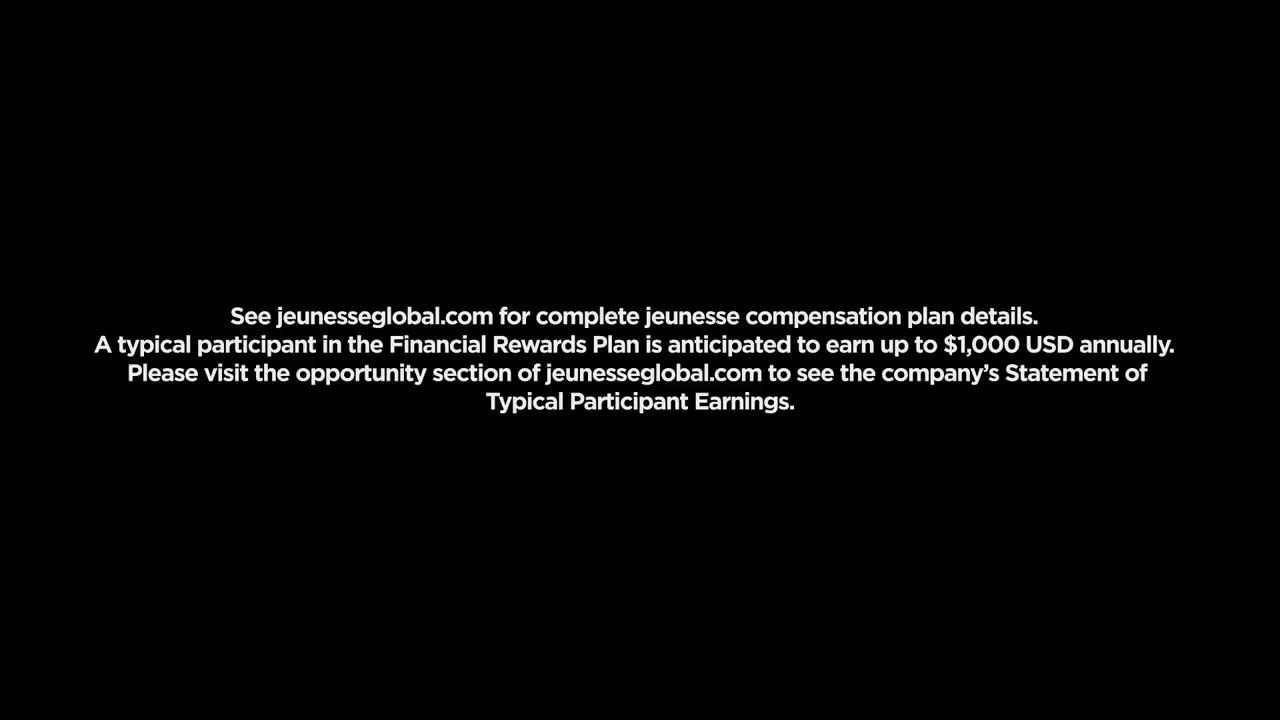 See jeunesseglobal.com for complete jeunesse compensation plan details.
A typical participant in the Financial Rewards Plan is anticipated to earn up to $1,000 USD annually.
Please visit the opportunity section of jeunesseglobal.com to see the company’s Statement of
Typical Participant Earnings.